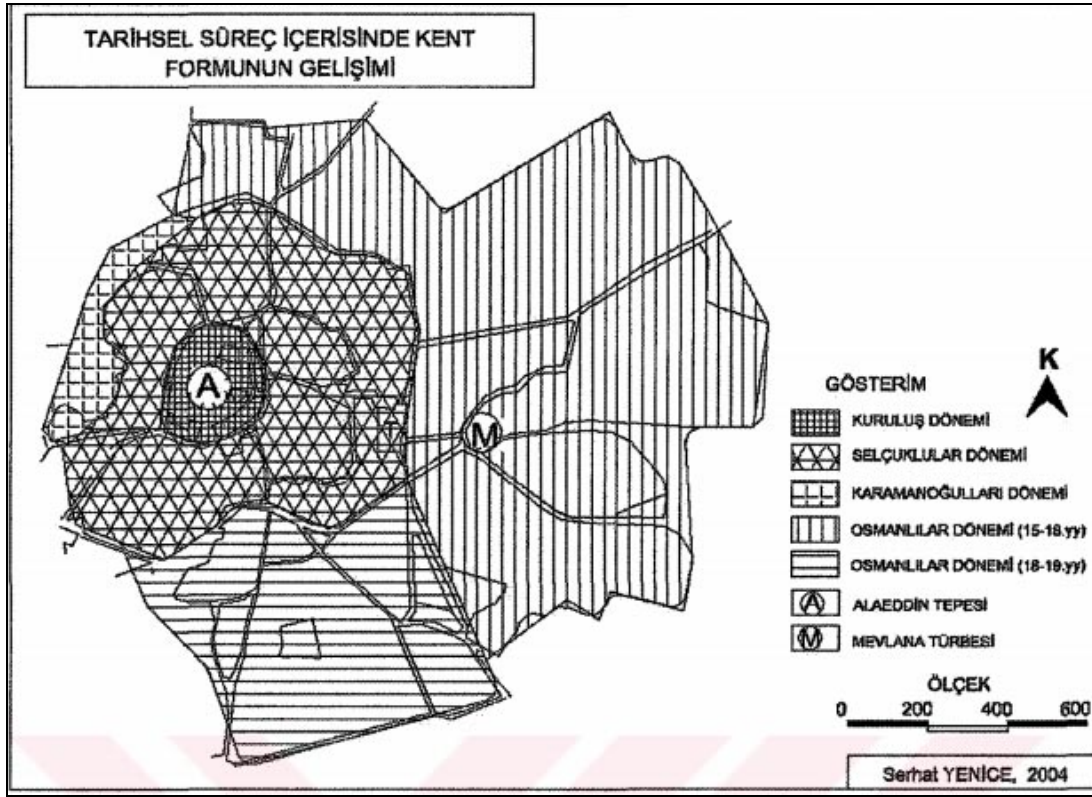 TARİHSEL SÜREÇ İÇERİSİNDE KENT
FORMUNUN GELİŞİMİ
A
M
K
GÖSTERİM
KURULUŞ DÖNEMİ
SELÇUKLULAR DÖNEMİ
KARAMANOĞULLARI DÖNEMİ
OSMANLILAR DÖNEMİ (15-18.yy)
OSMANLILAR DÖNEMİ (18-19.yy)
A ALAEDDİN TEPESİ
M MEVLANA TÜRBESİ
ÖLÇEK
0 200 400 600
Serhat YENİCE, 2004